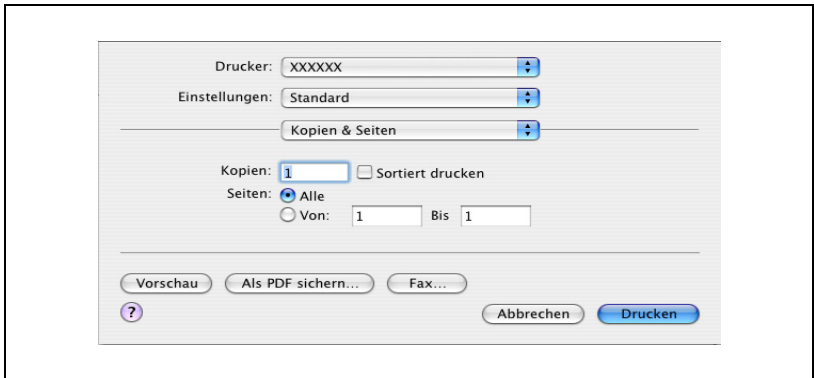 Drucker: XXXXXX
Einstellungen: Standard
Kopien & Seiten
Kopien: 1 Sortiert drucken
Seiten: Alle
Von: 1 Bis 1
Vorschau Als PDF sichern... Fax...
? Abbrechen Drucken